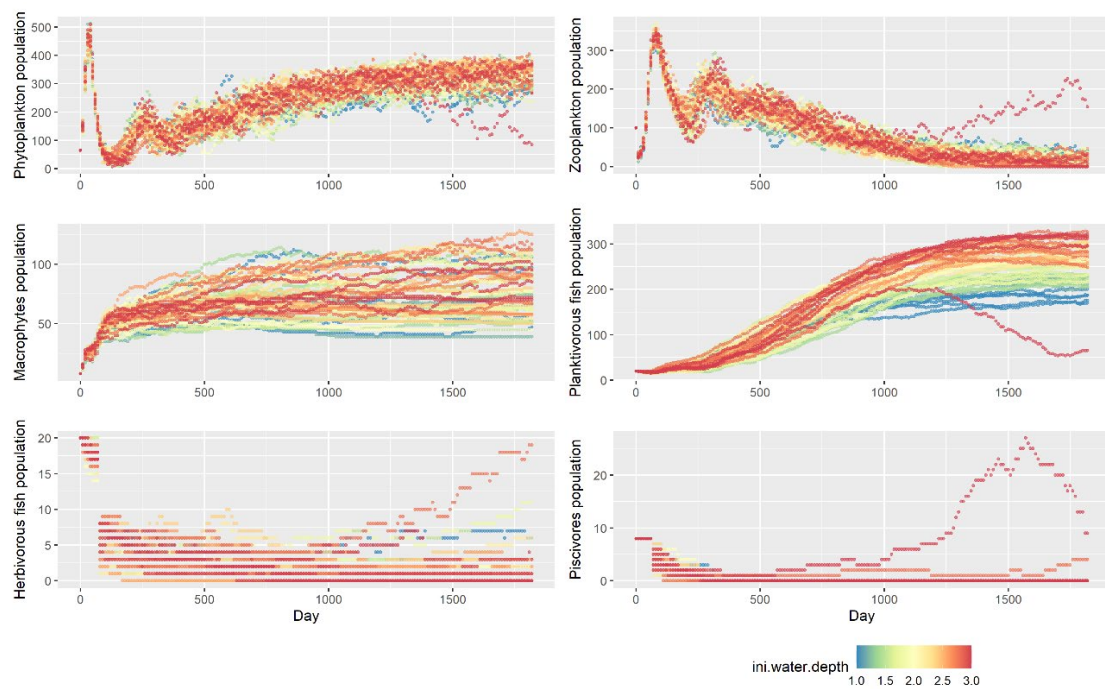 Phytoplankton population
500
400
300
200
100
0
0 500 1000 1500
Zooplankton population
300
200
100
0
0 500 1000 1500
Macrophytes population
100
50
0 500 1000 1500
Planktivorous fish population
300
200
100
0
0 500 1000 1500
Herbivorous fish population
20
15
10
5
0
0 500 1000 1500
Day
Piscivores population
20
10
0
0 500 1000 1500
Day
ini.water.depth
1.0 1.5 2.0 2.5 3.0